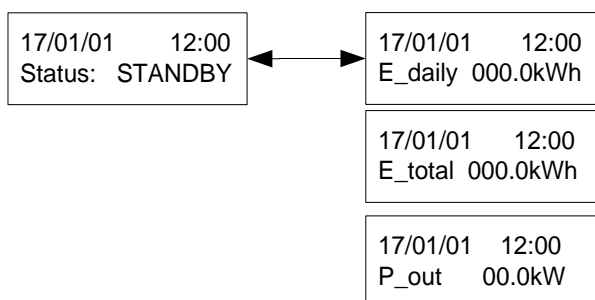 17/01/01 12:00
Status: STANDBY
17/01/01 12:00
E_daily 000.0kWh
17/01/01 12:00
E_total 000.0kWh
17/01/01 12:00
P_out 00.0kW